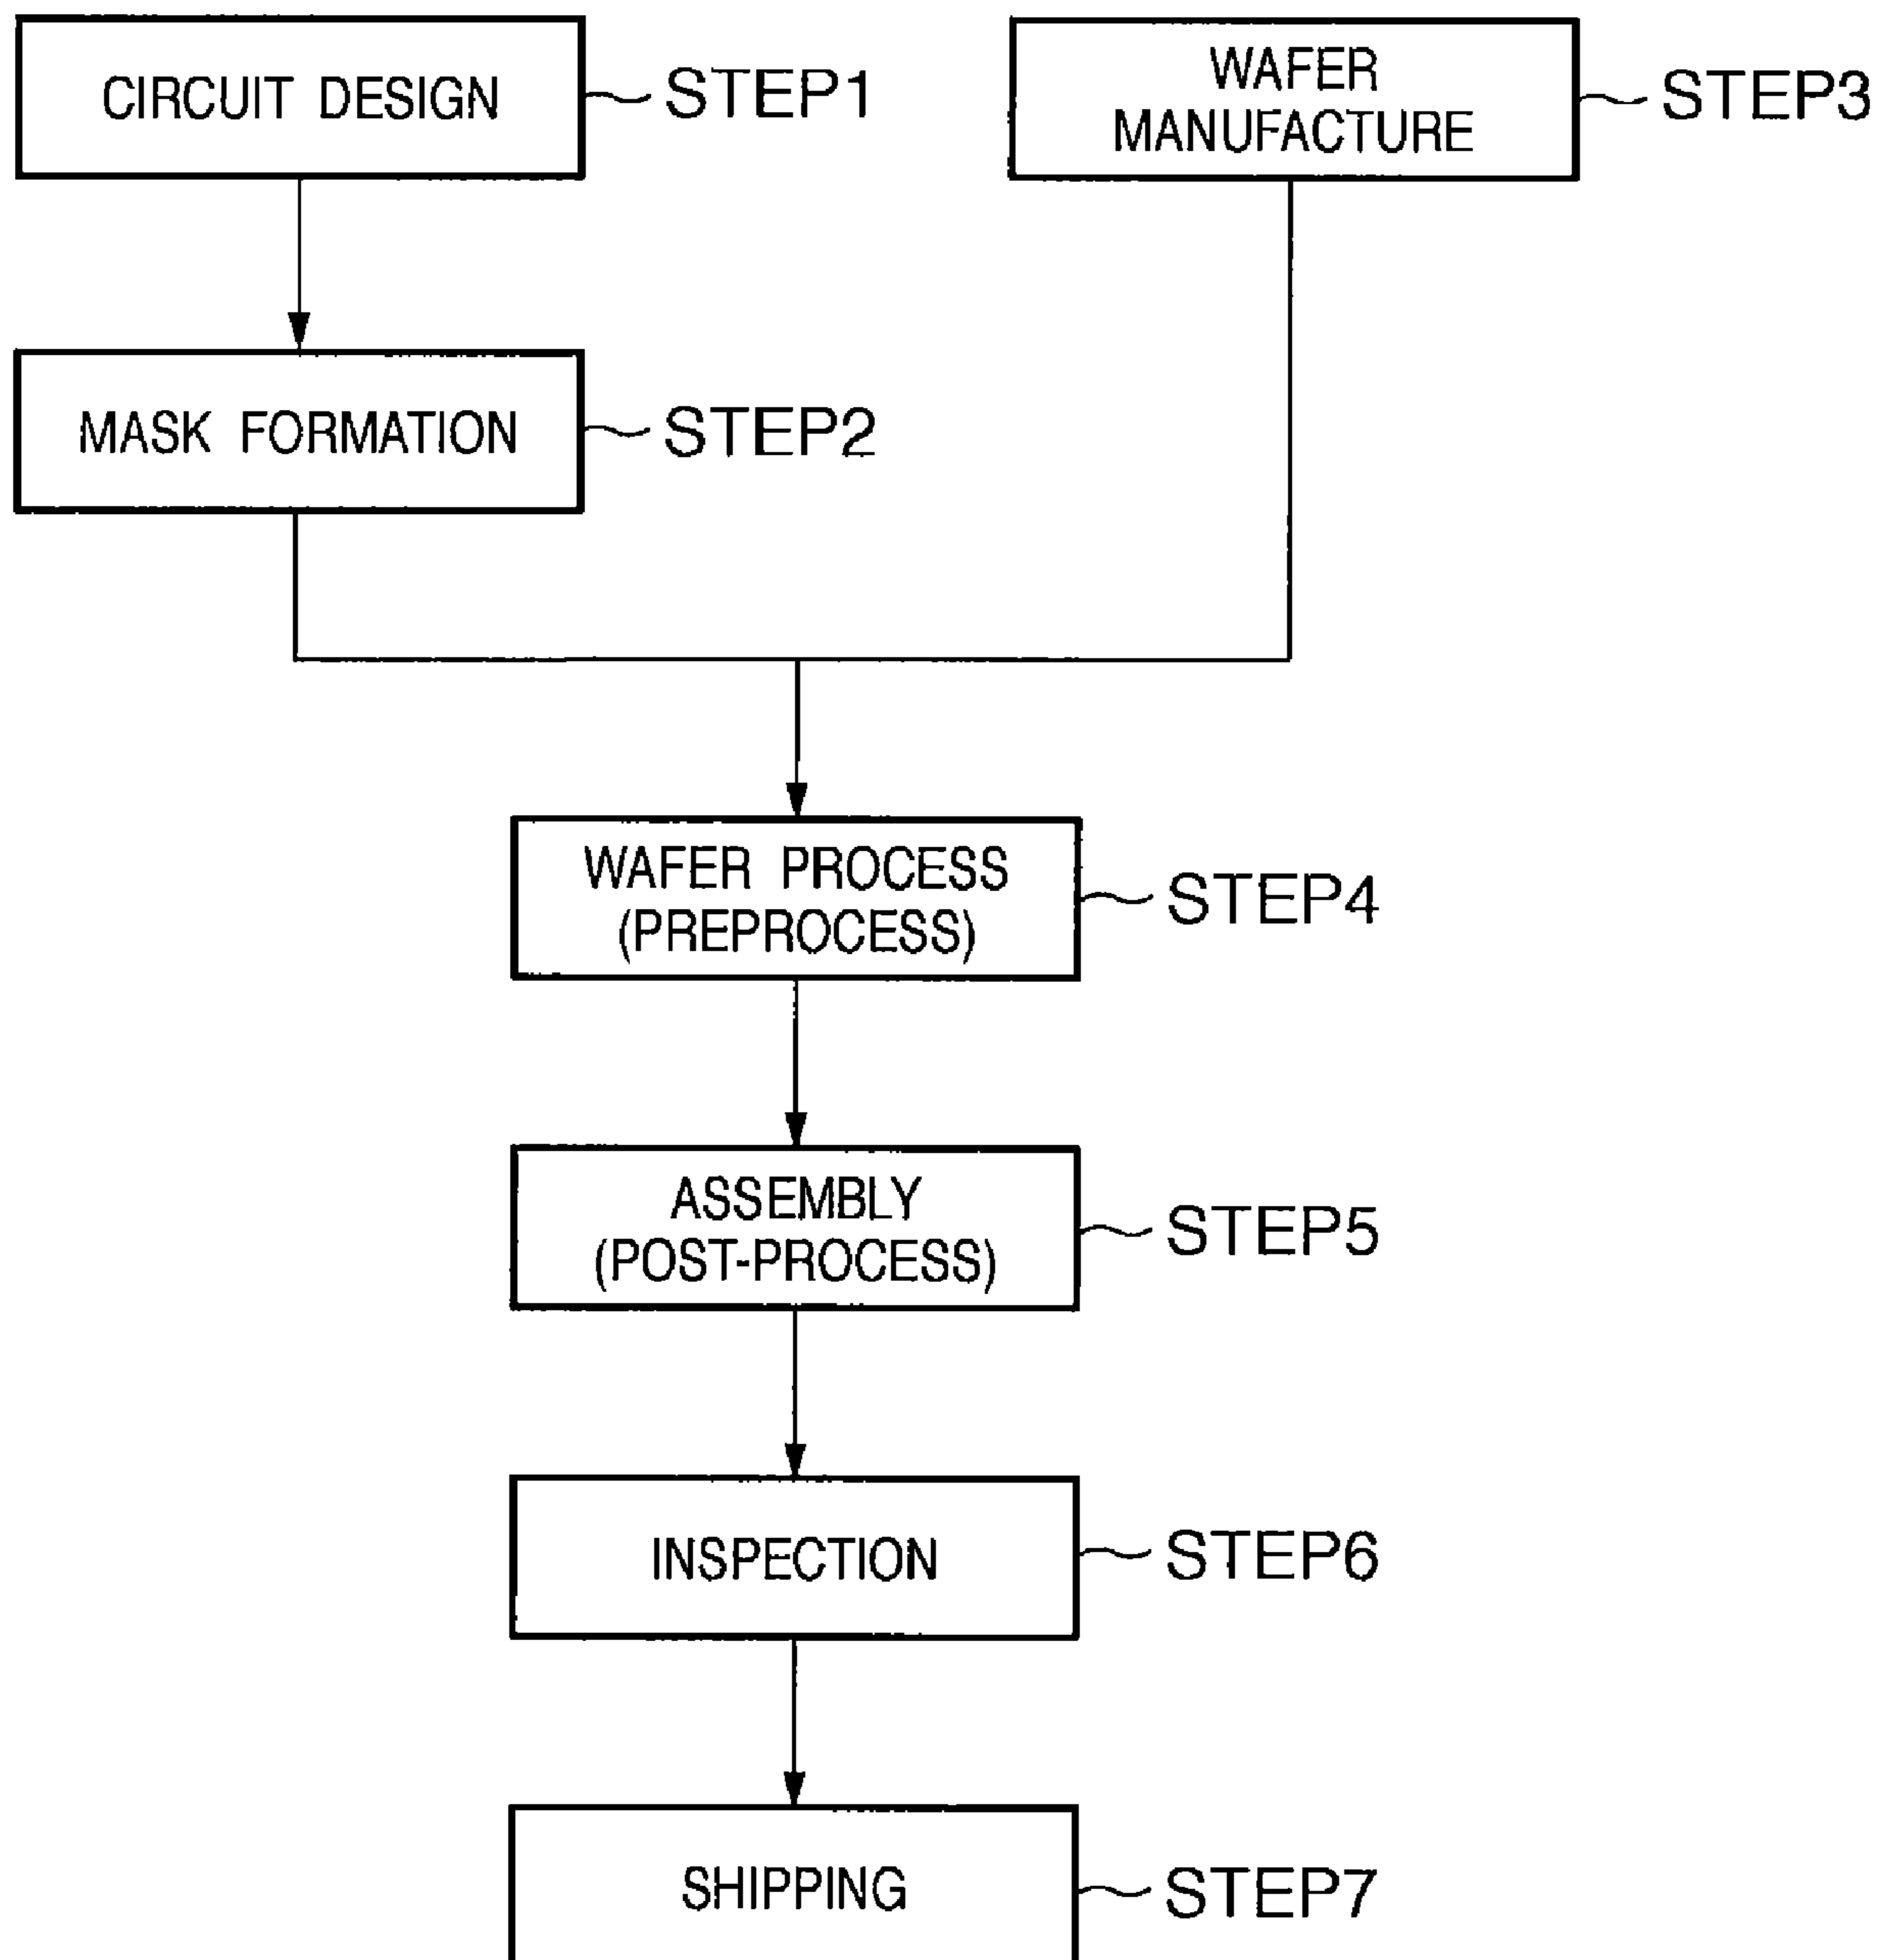 CIRCUIT DESIGN
STEP1
WAFER
MANUFACTURE
STEP3
MASK FORMATION
STEP2
WAFER PROCESS
(PREPROCESS)
STEP4
ASSEMBLY
(POST-PROCESS)
STEP5
INSPECTION
STEP6
SHIPPING
STEP7